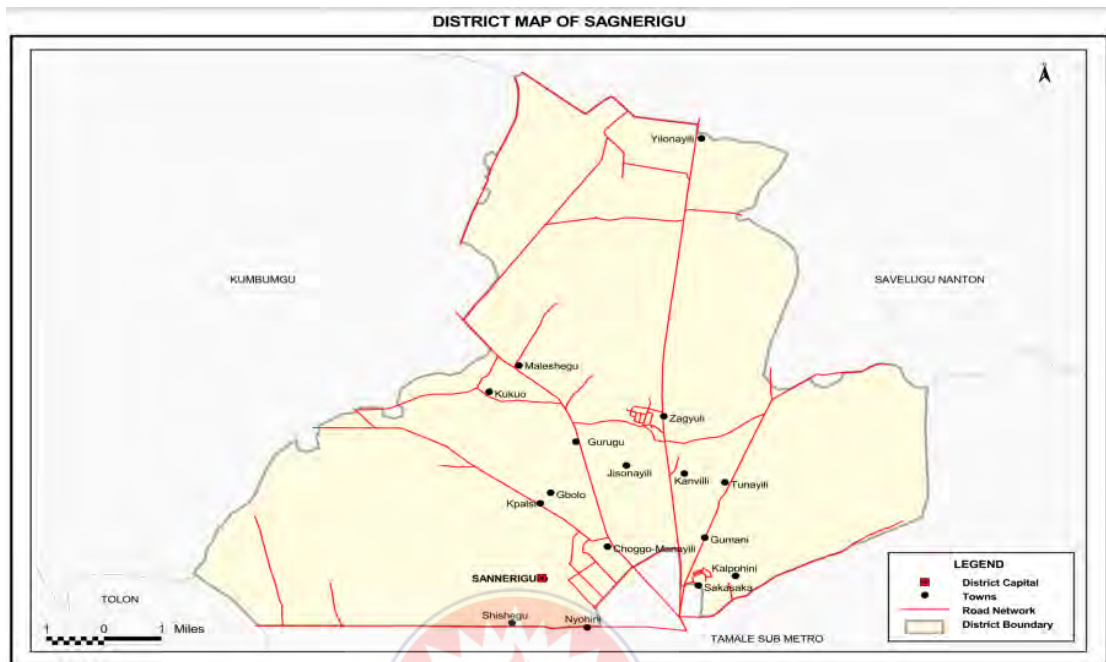 DISTRICT MAP OF SAGNERIGU
Yilonayili
KUMBUMGU
SAVELUGU NANTON
Maleshegu
Kukuo
Zagyuli
Gurugu
Jisonayili
Kanvilli
Tunayili
Gbolo
Kpalsi
Gumani
Choggo-Manayili
Kalpohini
SANNERIGU
Sakasaka
TOLON
Shishegu
Nyohini
TAMALE SUB METRO
1 0 1 Miles
LEGEND
District Capital
Towns
Road Network
District Boundary